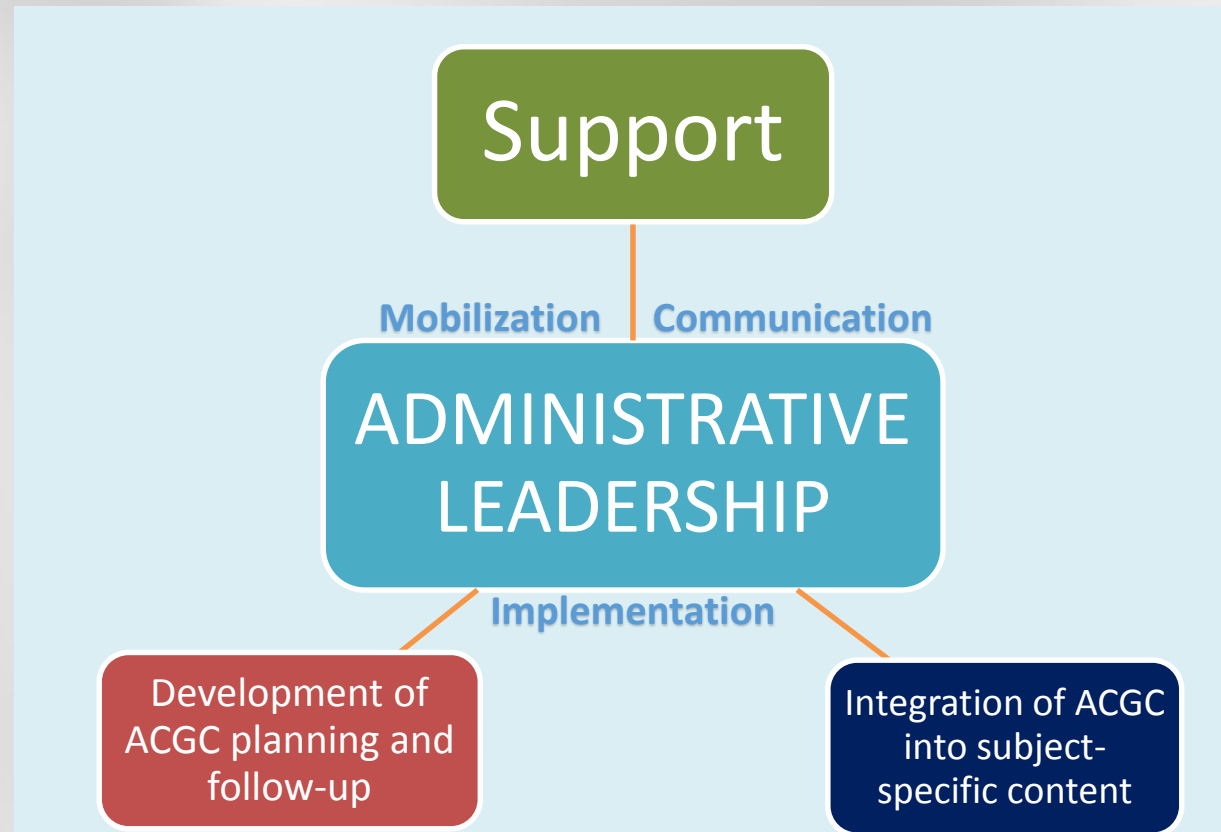 Support
Mobilization Communication
ADMINISTRATIVE
LEADERSHIP
Implementation
Development of
ACGC planning and
follow-up
Integration of ACGC
into subject-
specific content